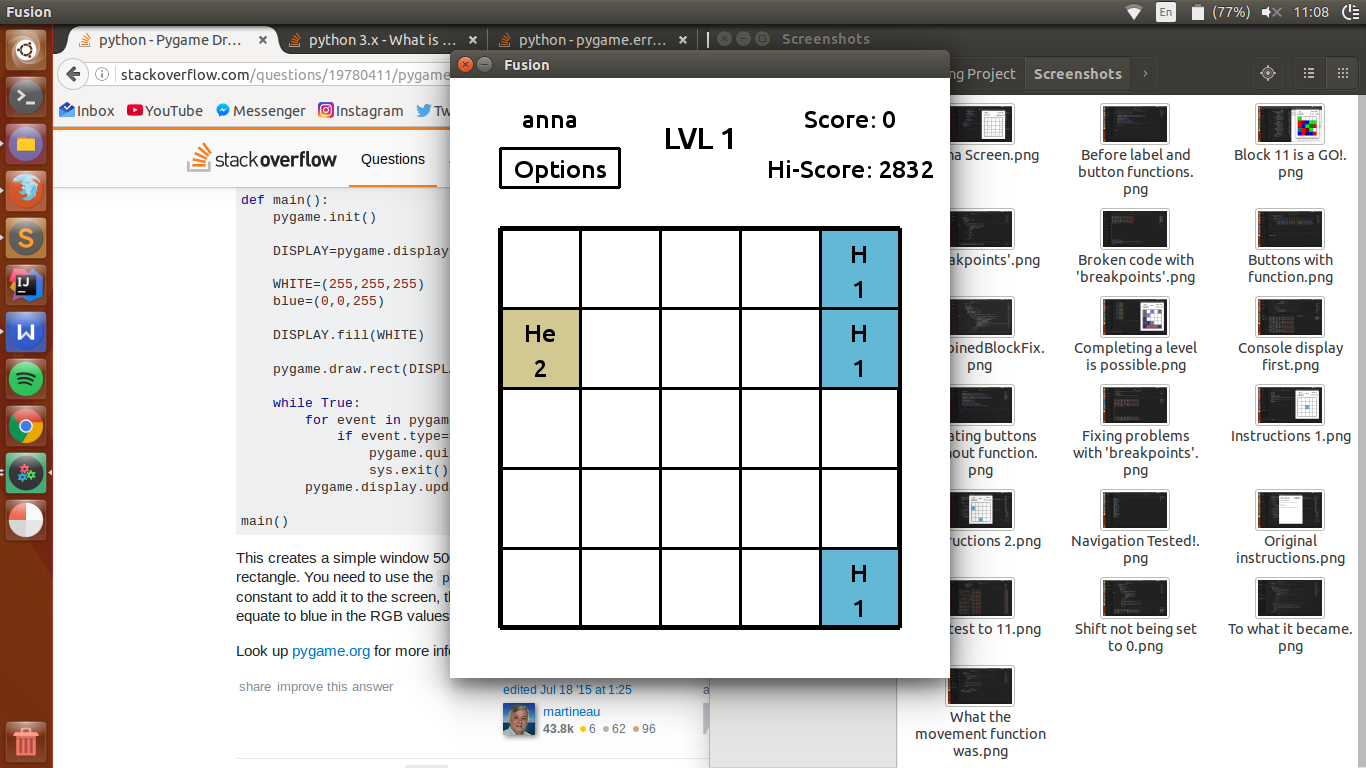 Fusion
En
(77%)
11:08
python - Pygame Dr…
python 3.x - What is …
python - pygame.err…
Screenshots
stackoverflow.com/questions/19780411/pygame
Inbox
YouTube
Messenger
Instagram
stackoverflow
Questions
def main():
pygame.init()
DISPLAY=pygame.display
WHITE=(255,255,255)
blue=(0,0,255)
DISPLAY.fill(WHITE)
pygame.draw.rect(DISPL
while True:
for event in pygam
if event.type=
pygame.qui
sys.exit()
pygame.display.upd
main()
This creates a simple window 50
rectangle. You need to use the
constant to add it to the screen, th
equate to blue in the RGB values
Look up pygame.org for more inf
share improve this answer
edited Jul 18 '15 at 1:25
martineau
43.8k 6 62 96
Fusion
anna
Options
LVL 1
Score: 0
Hi-Score: 2832
H
1
He
2
H
1
H
1
ng Project
Screenshots
Screen.png
Before label and
button functions.
png
Block 11 is a GO!.
png
akpoints'.png
Broken code with
'breakpoints'.png
Buttons with
function.png
binedBlockFix.
png
Completing a level
is possible.png
Console display
first.png
ating buttons
out function.
png
Fixing problems
with 'breakpoints'.
png
Instructions 1.png
uctions 2.png
Navigation Tested!.
png
Original
instructions.png
test to 11.png
Shift not being set
to 0.png
To what it became.
png
What the
movement function
was.png